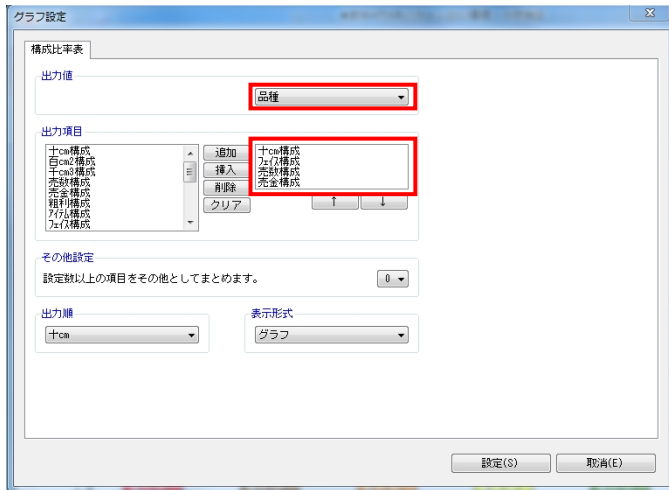 グラフ設定
構成比率表
出力値
品種
出力項目
十cm構成
百cm2構成
千cm3構成
売数構成
売金構成
粗利構成
ｱｲﾃﾑ構成
ﾌｪｲｽ構成
追加
挿入
削除
クリア
十cm構成
ﾌｪｲｽ構成
売数構成
売金構成
↑
↓
その他設定
設定数以上の項目をその他としてまとめます。
0
出力順
十cm
表示形式
グラフ
設定(S)
取消(E)